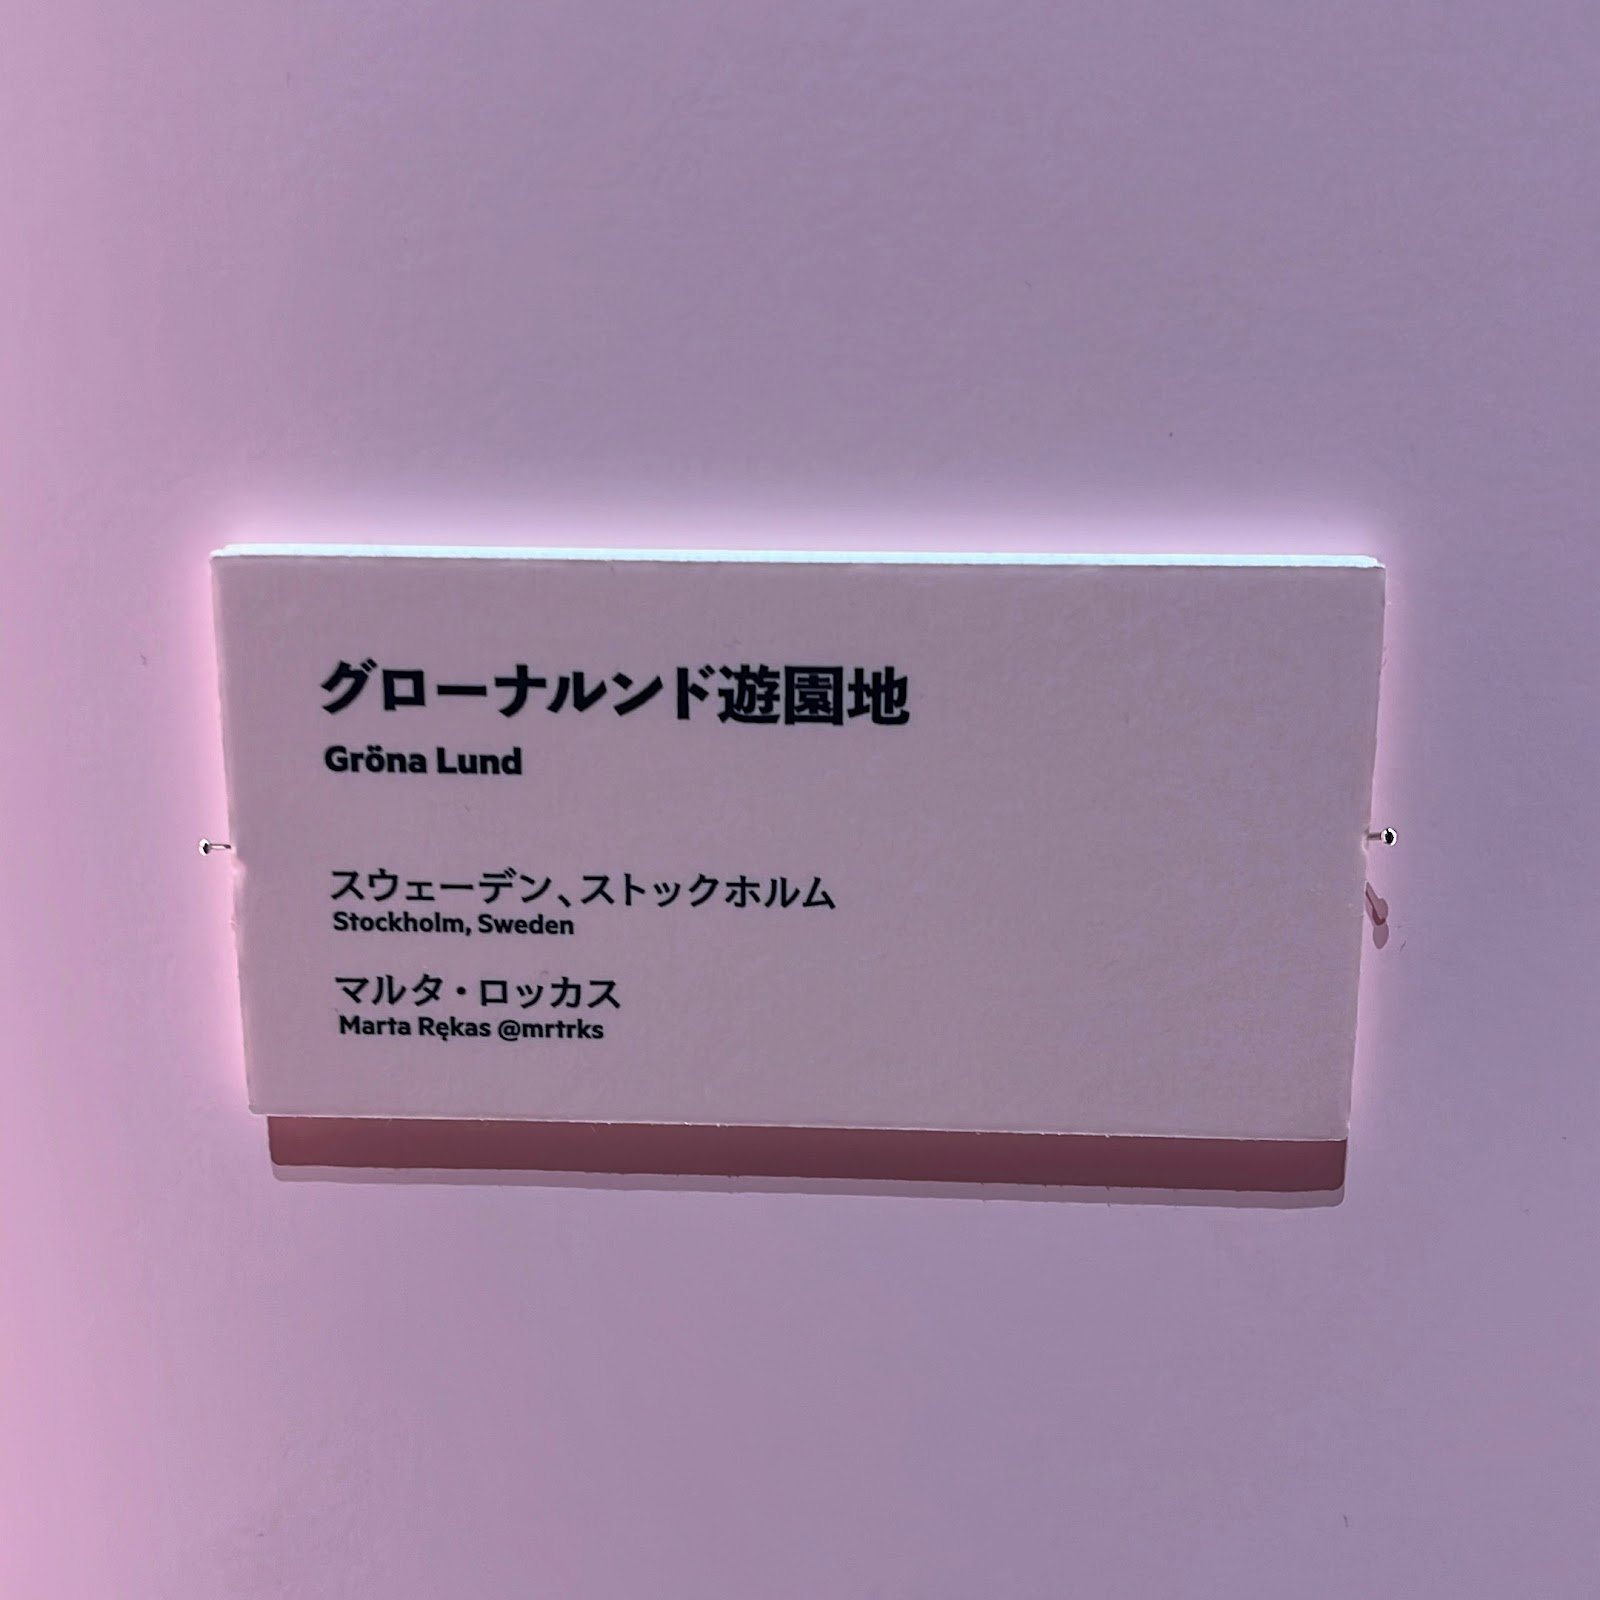 グローナルンド遊園地
Gröna Lund
スウェーデン、ストックホルム
Stockholm, Sweden
マルタ・ロッカス
Marta Rękas @mrtrks